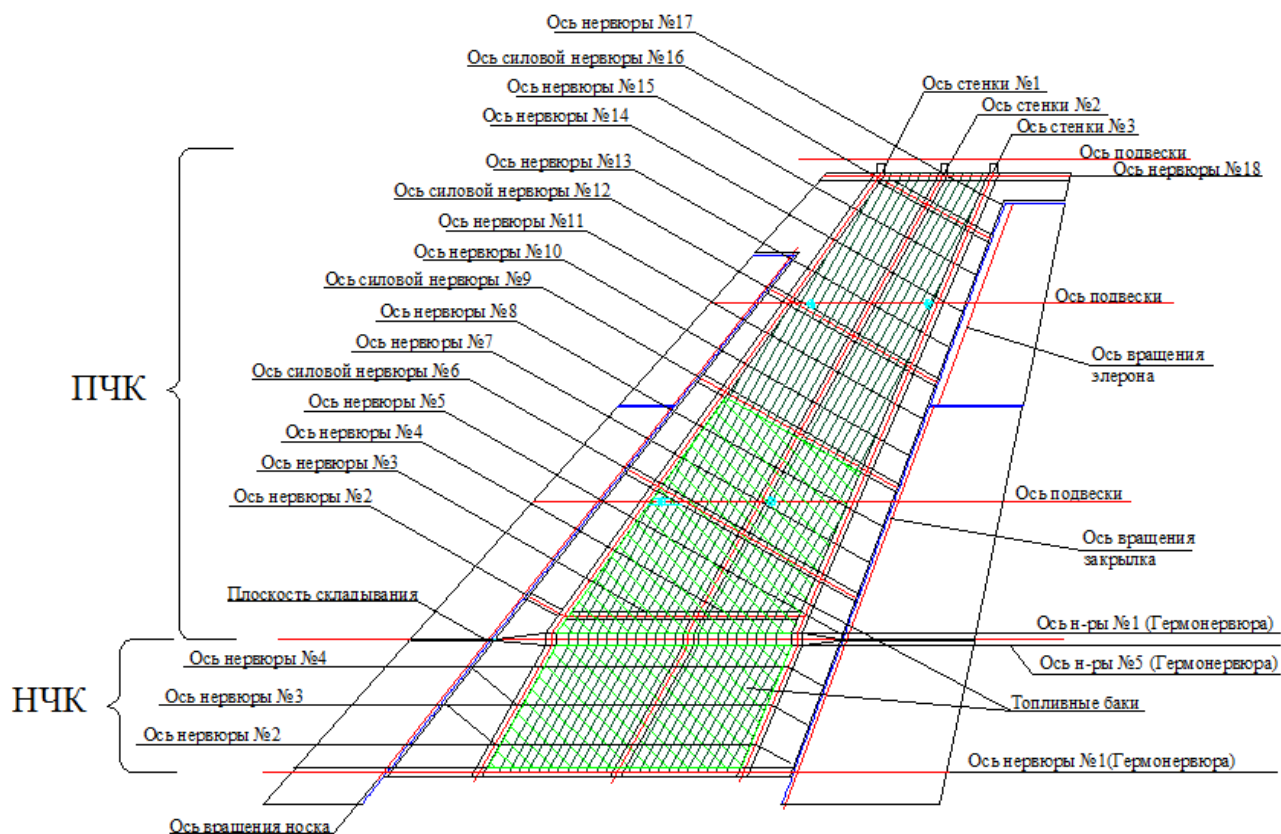 Ось нервюры №17
Ось силовой нервюры №16
Ось нервюры №15
Ось нервюры №14
Ось стенки №1
Ось стенки №2
Ось стенки №3
Ось подвески
Ось нервюры №18
Ось нервюры №13
Ось силовой нервюры №12
Ось нервюры №11
Ось нервюры №10
Ось силовой нервюры №9
Ось нервюры №8
Ось нервюры №7
Ось силовой нервюры №6
Ось нервюры №5
Ось нервюры №4
Ось нервюры №3
Ось нервюры №2
Ось подвески
Ось вращения
элерона
ПЧК
Ось подвески
Ось вращения
закрылка
Плоскость складывания
Ось н-ры №1 (Гермонервюра)
Ось н-ры №5 (Гермонервюра)
НЧК
Ось нервюры №4
Ось нервюры №3
Ось нервюры №2
Топливные баки
Ось нервюры №1(Гермонервюра)
Ось вращения носка